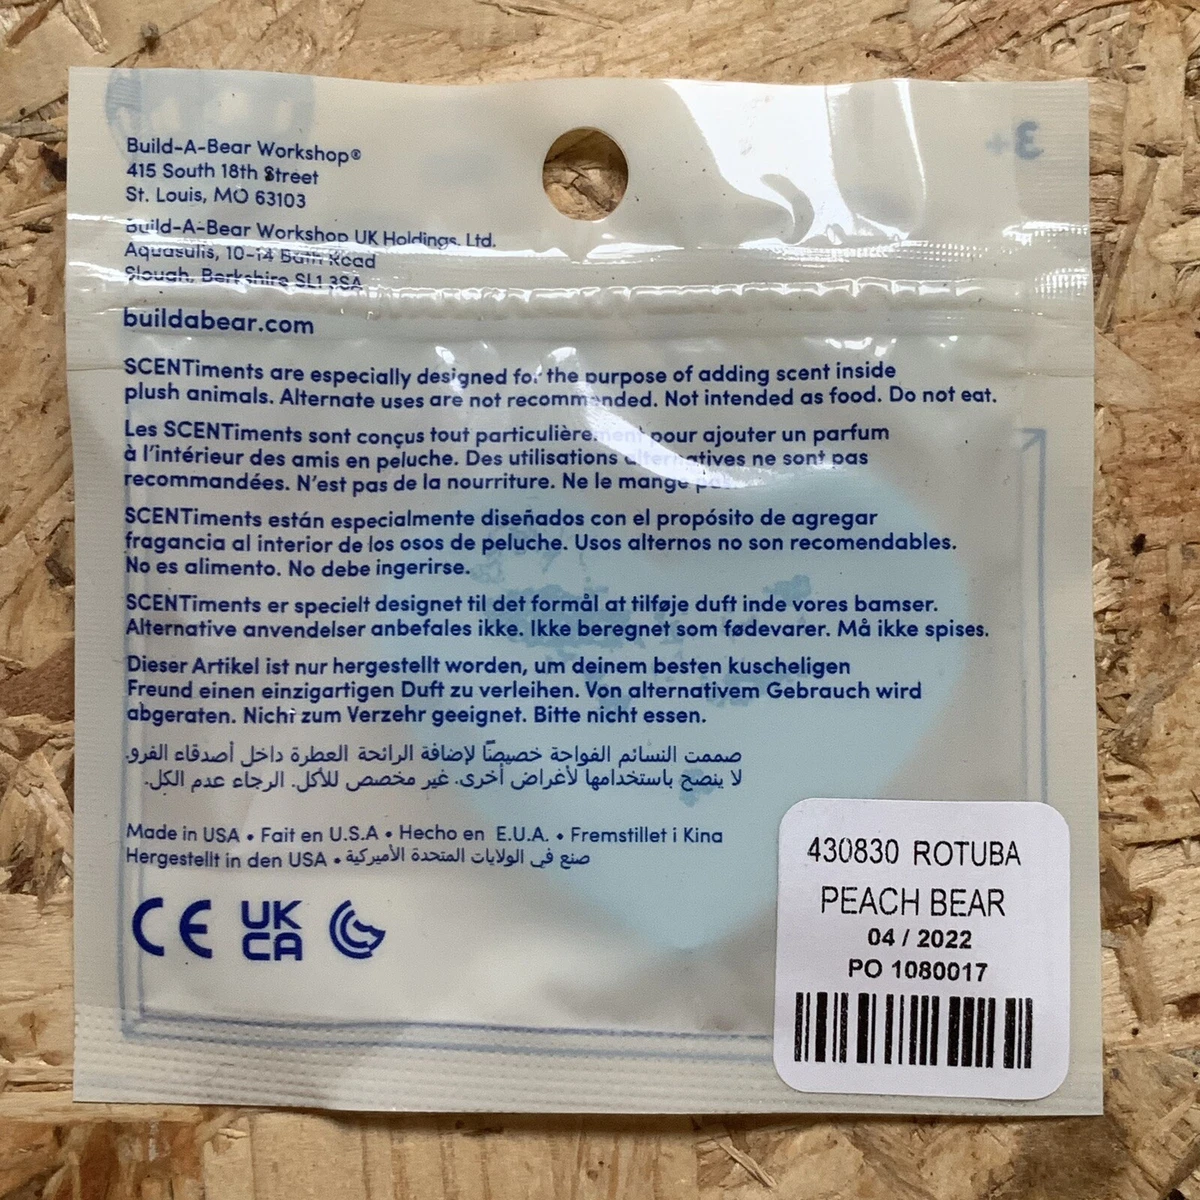 Build-A-Bear Workshop®
415 South 18th Street
St. Louis, MO 63103
Build-A-Bear Workshop UK Holdings, Ltd.
Aquasulis, 10-14 Bath Road
Slough, Berkshire SL1 3SA
buildabear.com
3+
SCENTiments are especially designed for the purpose of adding scent inside
plush animals. Alternate uses are not recommended. Not intended as food. Do not eat.
Les SCENTiments sont conçus tout particulièrement pour ajouter un parfum
à l'intérieur des amis en peluche. Des utilisations alternatives ne sont pas
recommandées. N'est pas de la nourriture. Ne le mange
SCENTiments están especialmente diseñados con el propósito de agregar
fragancia al interior de los osos de peluche. Usos alternos no son recomendables.
No es alimento. No debe ingerirse.
SCENTiments er specielt designet til det formål at tilføje duft inde vores bamser.
Alternative anvendelser anbefales ikke. Ikke beregnet som fødevarer. Må ikke spises.
Dieser Artikel ist nur hergestellt worden, um deinem besten kuscheligen
Freund einen einzigartigen Duft zu verleihen. Von alternativem Gebrauch wird
abgeraten. Nicht zum Verzehr geeignet. Bitte nicht essen.
صممت النسائم الفواحة خصيصًا لإضافة الرائحة العطرة داخل أصدقاء الفرو.
لا ينصح باستخدامها لأغراض أخرى. غير مخصص للأكل. الرجاء عدم الكل.
Made in USA • Fait en U.S.A • Hecho en E.U.A. • Fremstillet i Kina
Hergestellt in den USA • صنع في الولايات المتحدة الأميركية
CE UK
CA
430830 ROTUBA
PEACH BEAR
04 / 2022
PO 1080017